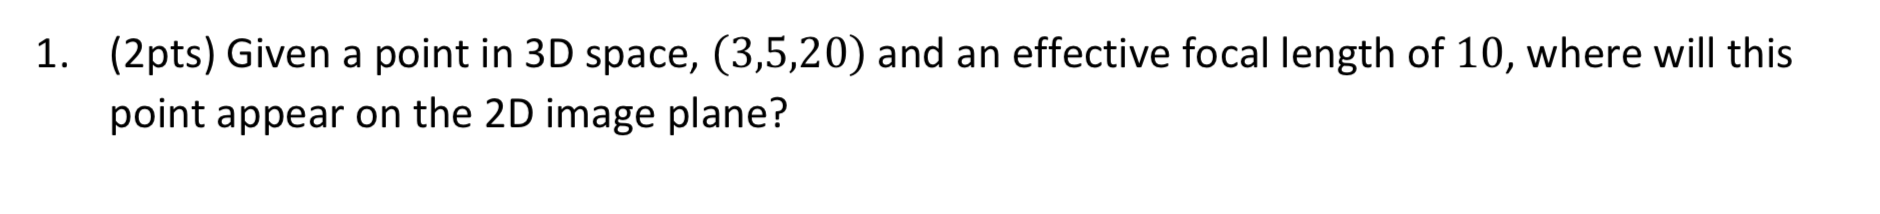 1. (2pts) Given a point in 3D space, (3,5,20) and an effective focal length of 10, where will this
point appear on the 2D image plane?